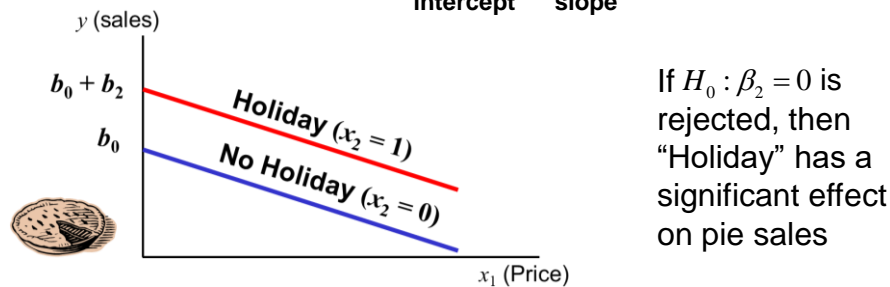 intercept slope
y (sales)
b₀ + b₂
b₀
Holiday (x₂ = 1)
No Holiday (x₂ = 0)
x₁ (Price)
If H₀ : β₂ = 0 is
rejected, then
“Holiday” has a
significant effect
on pie sales